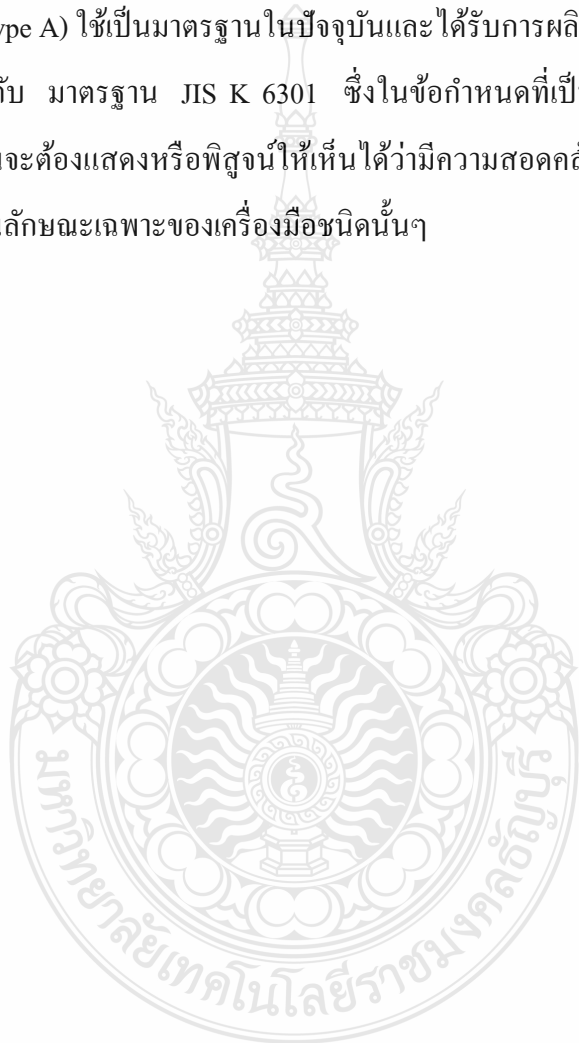 ype A) ใช้เป็นมาตรฐานในปัจจุบันและได้รับการผลิ
กับ มาตรฐาน JIS K 6301 ซึ่งในข้อกำหนดที่เป็
จะต้องแสดงหรือพิสูจน์ให้เห็นได้ว่ามีความสอดคล้
ลักษณะเฉพาะของเครื่องมือชนิดนั้นๆ
มหาวิทยาลัยเทคโนโลยีราชมงคลธัญบุรี